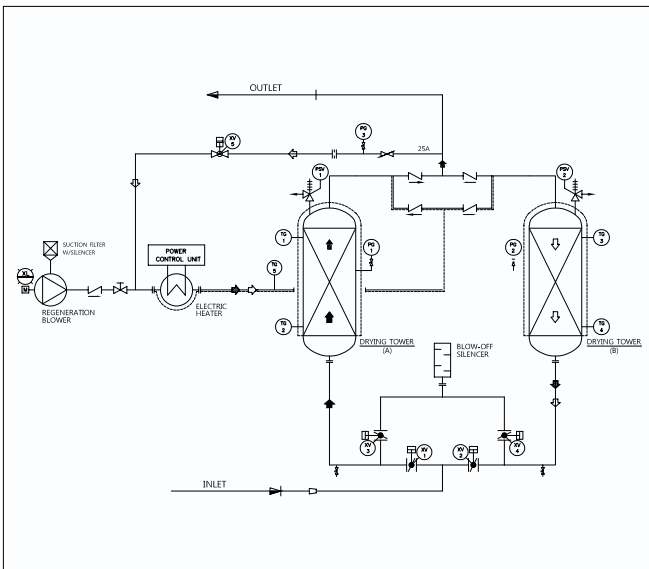 OUTLET
XV
5
PG
3
25A
PSV
1
PSV
2
SUCTION FILTER
W/SILENCER
POWER
CONTROL UNIT
TG
1
PG
1
PG
2
TG
3
XL
M
TG
5
REGENERATION
BLOWER
ELECTRIC
HEATER
TG
2
TG
4
DRYING TOWER
(A)
BLOW-OFF
SILENCER
DRYING TOWER
(B)
XV
3
XV
1
XV
2
XV
4
INLET